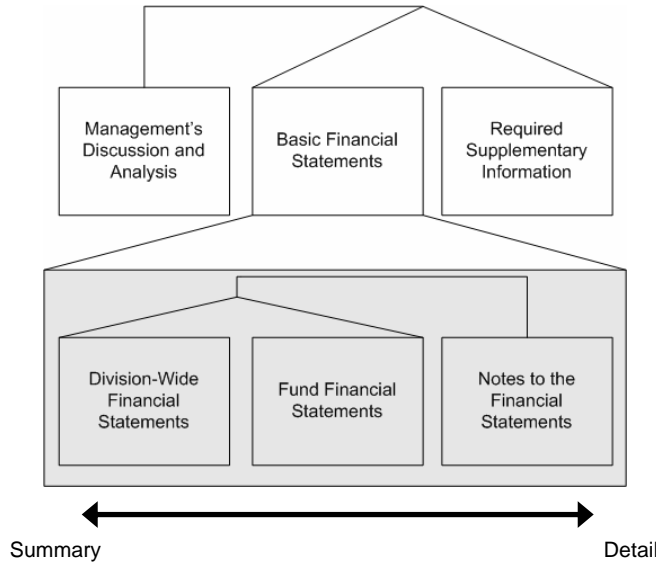 Management's
Discussion and
Analysis
Basic Financial
Statements
Required
Supplementary
Information
Division-Wide
Financial
Statements
Fund Financial
Statements
Notes to the
Financial
Statements
Summary
Detail